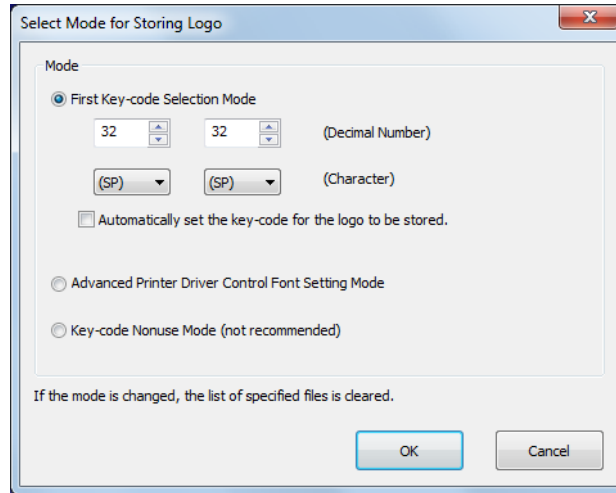 Select Mode for Storing Logo
Mode
First Key-code Selection Mode
32 32 (Decimal Number)
(SP) (SP) (Character)
Automatically set the key-code for the logo to be stored.
Advanced Printer Driver Control Font Setting Mode
Key-code Nonuse Mode (not recommended)
If the mode is changed, the list of specified files is cleared.
OK Cancel